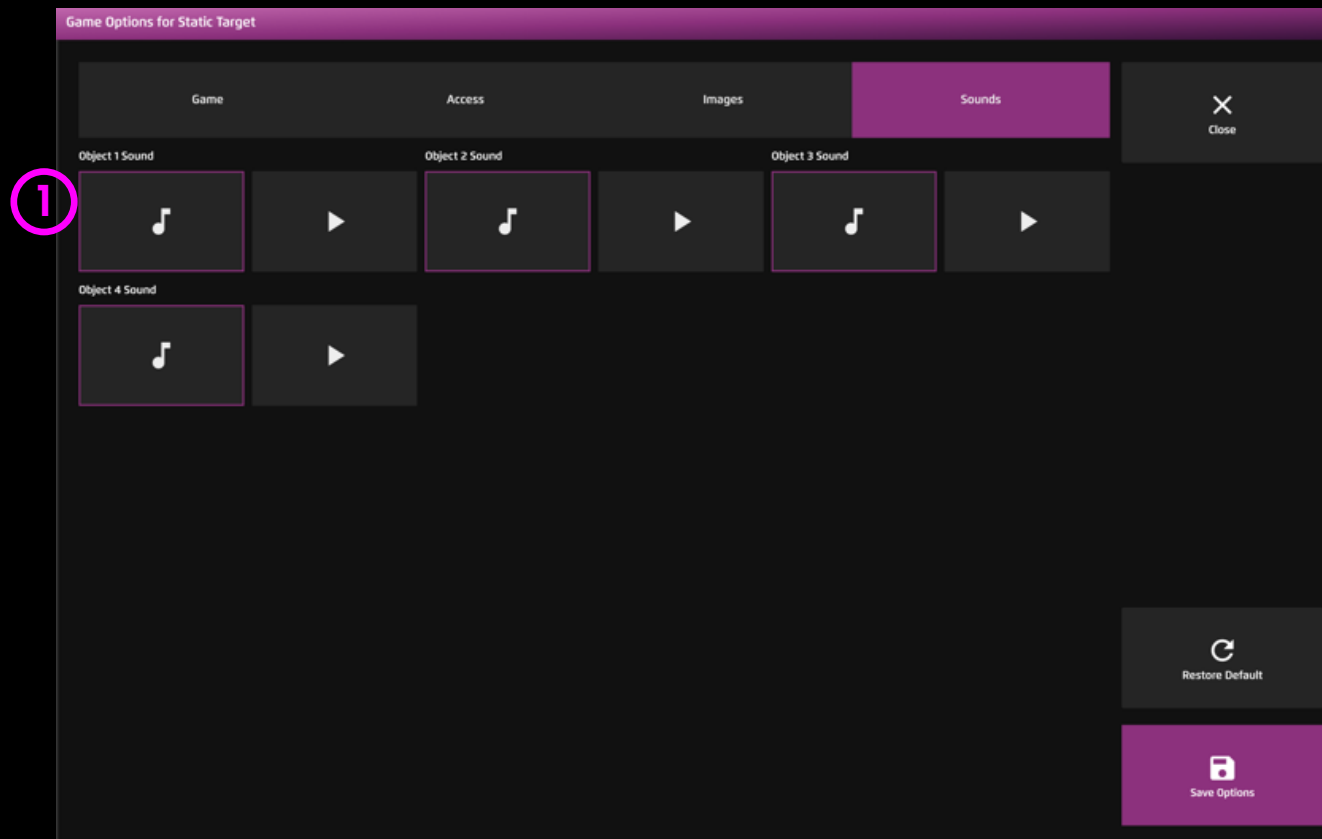 Game Options for Static Target
Game
Access
Images
Sounds
Close
Object 1 Sound
Object 2 Sound
Object 3 Sound
1
Object 4 Sound
Restore Default
Save Options